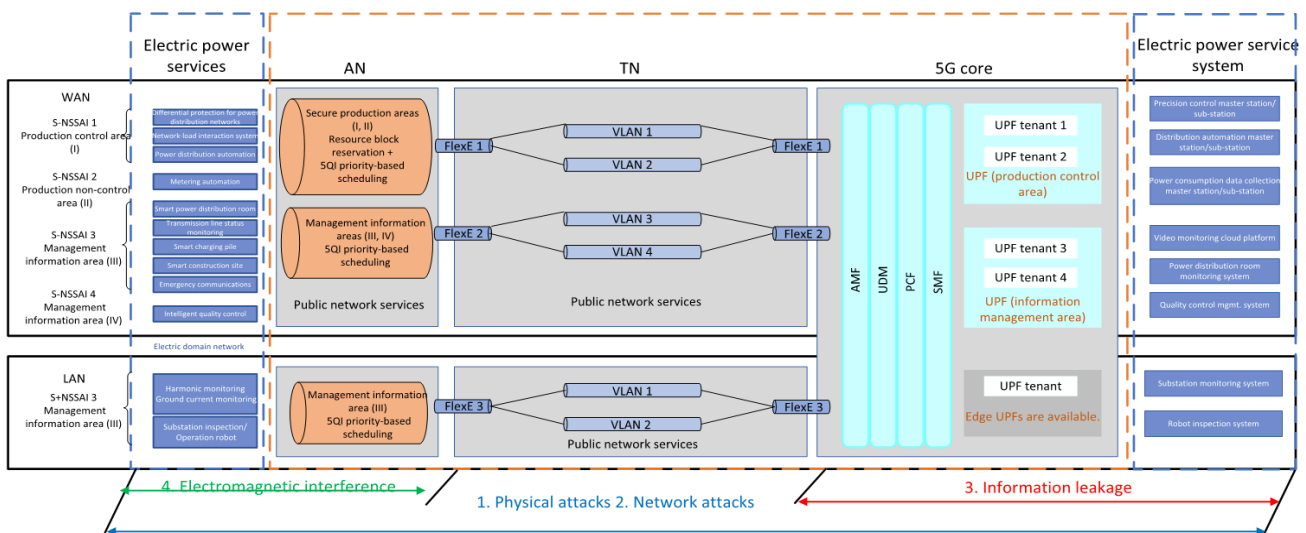 Electric power
services
AN
TN
5G core
Electric power service
system
WAN
S-NSSAI 1
Production control area
(I)
S-NSSAI 2
Production non-control
area (II)
S-NSSAI 3
Management
information area (III)
S-NSSAI 4
Management
information area (IV)
Differential protection for power
distribution networks
Network-load interaction system
Power distribution automation
Metering automation
Smart power distribution room
Transmission line status
monitoring
Smart charging pile
Smart construction site
Emergency communications
Intelligent quality control
Electric domain network
Secure production areas
(I, II)
Resource block
reservation +
5QI priority-based
scheduling
Management information
areas (III, IV)
5QI priority-based
scheduling
Public network services
FlexE 1
FlexE 2
VLAN 1
VLAN 2
VLAN 3
VLAN 4
Public network services
FlexE 1
FlexE 2
AMF
UDM
PCF
SMF
UPF tenant 1
UPF tenant 2
UPF (production control
area)
UPF tenant 3
UPF tenant 4
UPF (information
management area)
Precision control master station/
sub-station
Distribution automation master
station/sub-station
Power consumption data collection
master station/sub-station
Video monitoring cloud platform
Power distribution room
monitoring system
Quality control mgmt. system
LAN
S+NSSAI 3
Management
information area (III)
Harmonic monitoring
Ground current monitoring
Substation inspection/
Operation robot
Management information
area (III)
5QI priority-based
scheduling
FlexE 3
VLAN 1
VLAN 2
Public network services
FlexE 3
UPF tenant
Edge UPFs are available.
Substation monitoring system
Robot inspection system
4. Electromagnetic interference
1. Physical attacks 2. Network attacks
3. Information leakage